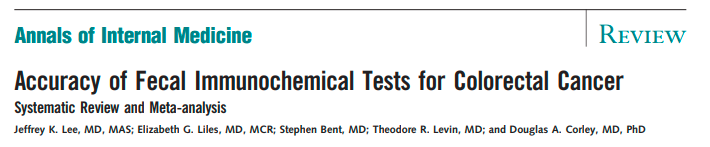 Annals of Internal Medicine
REVIEW
Accuracy of Fecal Immunochemical Tests for Colorectal Cancer
Systematic Review and Meta-analysis
Jeffrey K. Lee, MD, MAS; Elizabeth G. Liles, MD, MCR; Stephen Bent, MD; Theodore R. Levin, MD; and Douglas A. Corley, MD, PhD